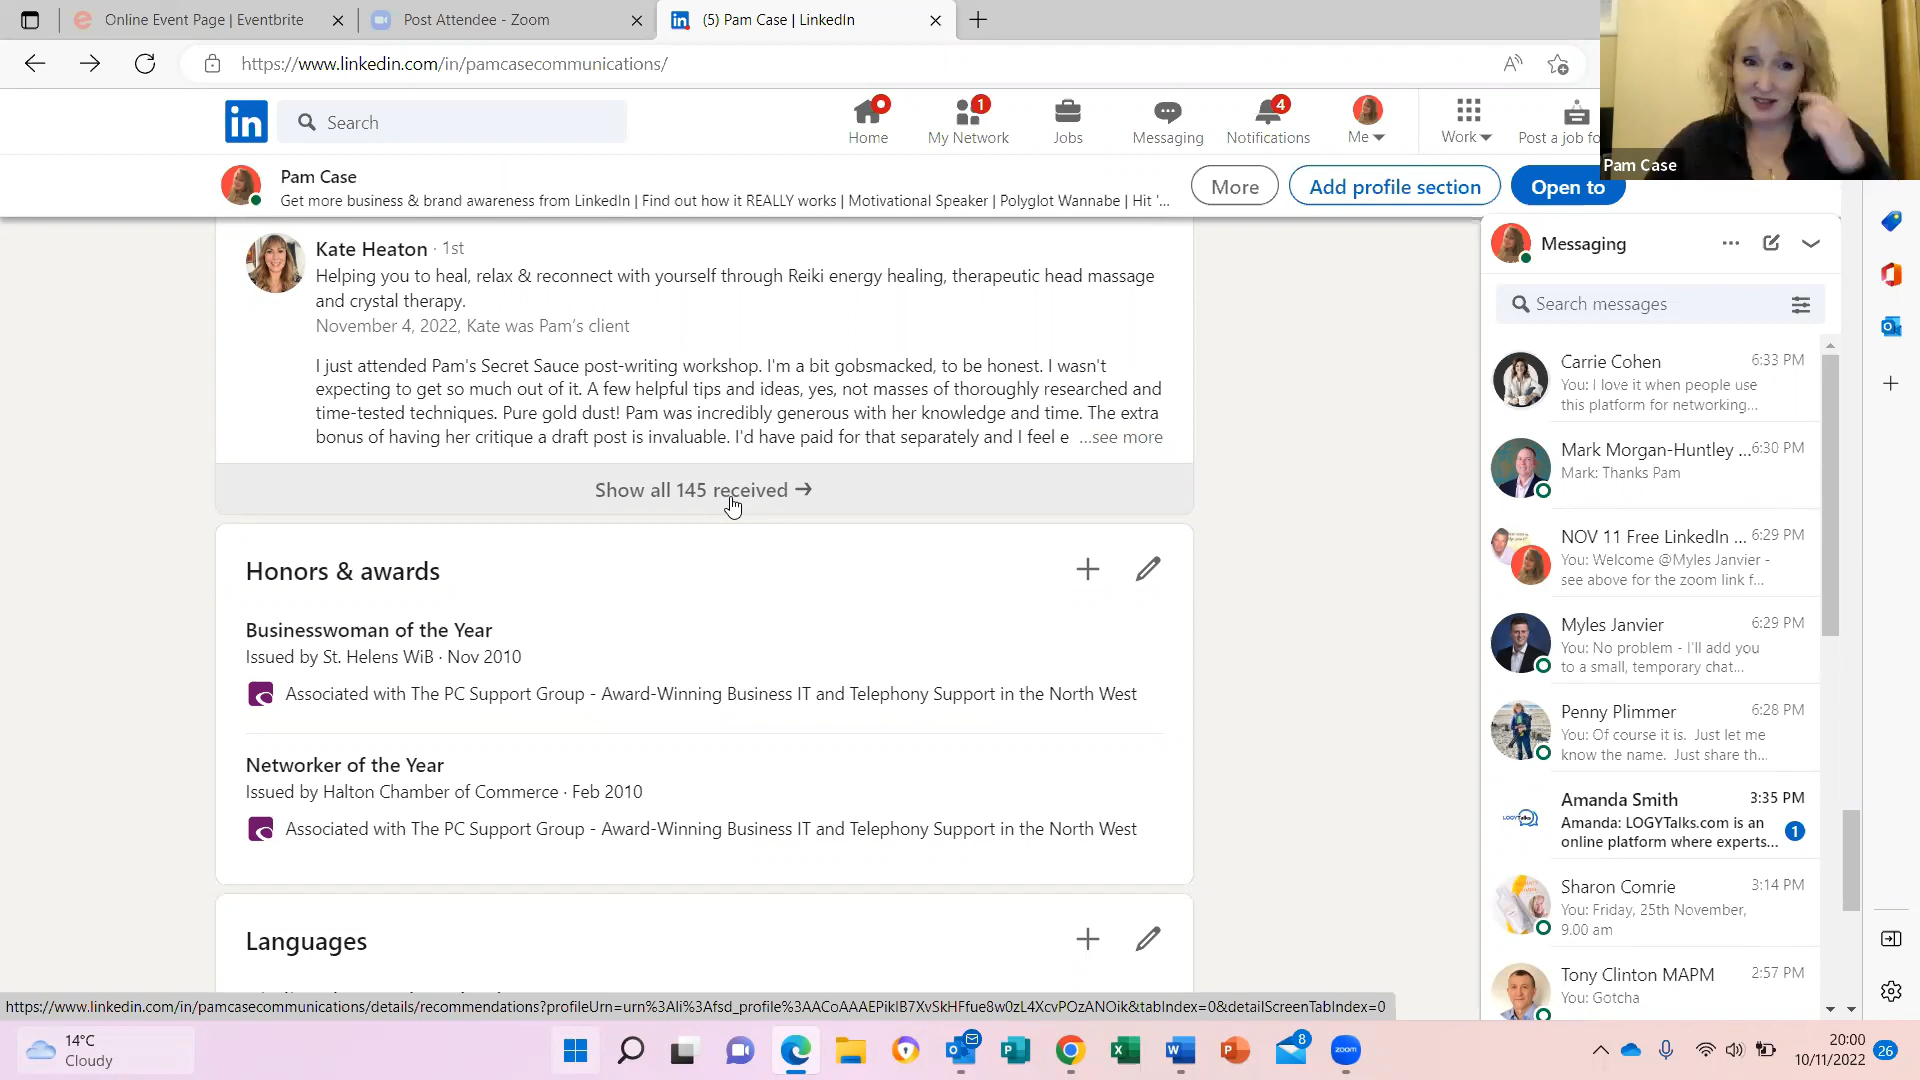 Online Event Page | Eventbrite
Post Attendee - Zoom
(5) Pam Case | LinkedIn
https://www.linkedin.com/in/pamcasecommunications/
in
Search
Home
1
My Network
Jobs
Messaging
4
Notifications
Me
Work
Post a job fo
Pam Case
Pam Case
Get more business & brand awareness from LinkedIn | Find out how it REALLY works | Motivational Speaker | Polyglot Wannabe | Hit '...
More
Add profile section
Open to
Kate Heaton · 1st
Helping you to heal, relax & reconnect with yourself through Reiki energy healing, therapeutic head massage
and crystal therapy.
November 4, 2022, Kate was Pam's client
I just attended Pam's Secret Sauce post-writing workshop. I'm a bit gobsmacked, to be honest. I wasn't
expecting to get so much out of it. A few helpful tips and ideas, yes, not masses of thoroughly researched and
time-tested techniques. Pure gold dust! Pam was incredibly generous with her knowledge and time. The extra
bonus of having her critique a draft post is invaluable. I'd have paid for that separately and I feel e ...see more
Show all 145 received →
Honors & awards
Businesswoman of the Year
Issued by St. Helens WiB · Nov 2010
Associated with The PC Support Group - Award-Winning Business IT and Telephony Support in the North West
Networker of the Year
Issued by Halton Chamber of Commerce · Feb 2010
Associated with The PC Support Group - Award-Winning Business IT and Telephony Support in the North West
Languages
Messaging
Search messages
Carrie Cohen 6:33 PM
You: I love it when people use
this platform for networking...
Mark Morgan-Huntley ... 6:30 PM
Mark: Thanks Pam
NOV 11 Free LinkedIn ... 6:29 PM
You: Welcome @Myles Janvier -
see above for the zoom link f...
Myles Janvier 6:29 PM
You: No problem - I'll add you
to a small, temporary chat...
Penny Plimmer 6:28 PM
You: Of course it is. Just let me
know the name. Just share th...
Amanda Smith 3:35 PM
Amanda: LOGYTalks.com is an
online platform where experts... 1
Sharon Comrie 3:14 PM
You: Friday, 25th November,
9.00 am
Tony Clinton MAPM 2:57 PM
You: Gotcha
https://www.linkedin.com/in/pamcasecommunications/details/recommendations?profileUrn=urn%3Ali%3Afsd_profile%3AACoAAAEPikIB7XvSkHFfue8w0zL4XcvPOzANOik&tabIndex=0&detailScreenTabIndex=0
14°C
Cloudy
8
zoom
20:00
10/11/2022
26